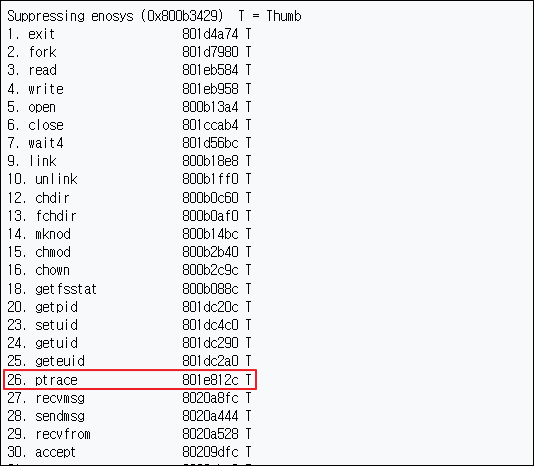 Suppressing enosys (0x800b3429)  T = Thumb
1. exit 801d4a74 T
2. fork 801d7980 T
3. read 801eb584 T
4. write 801eb958 T
5. open 800b13a4 T
6. close 801ccab4 T
7. wait4 801d56bc T
9. link 800b18e8 T
10. unlink 800b1ff0 T
12. chdir 800b0c60 T
13. fchdir 800b0af0 T
14. mknod 800b14bc T
15. chmod 800b2b40 T
16. chown 800b2c9c T
18. getfsstat 800b088c T
20. getpid 801dc20c T
23. setuid 801dc4c0 T
24. getuid 801dc290 T
25. geteuid 801dc2a0 T
26. ptrace 801e812c T
27. recvmsg 8020a8fc T
28. sendmsg 8020a444 T
29. recvfrom 8020a528 T
30. accept 80209dfc T